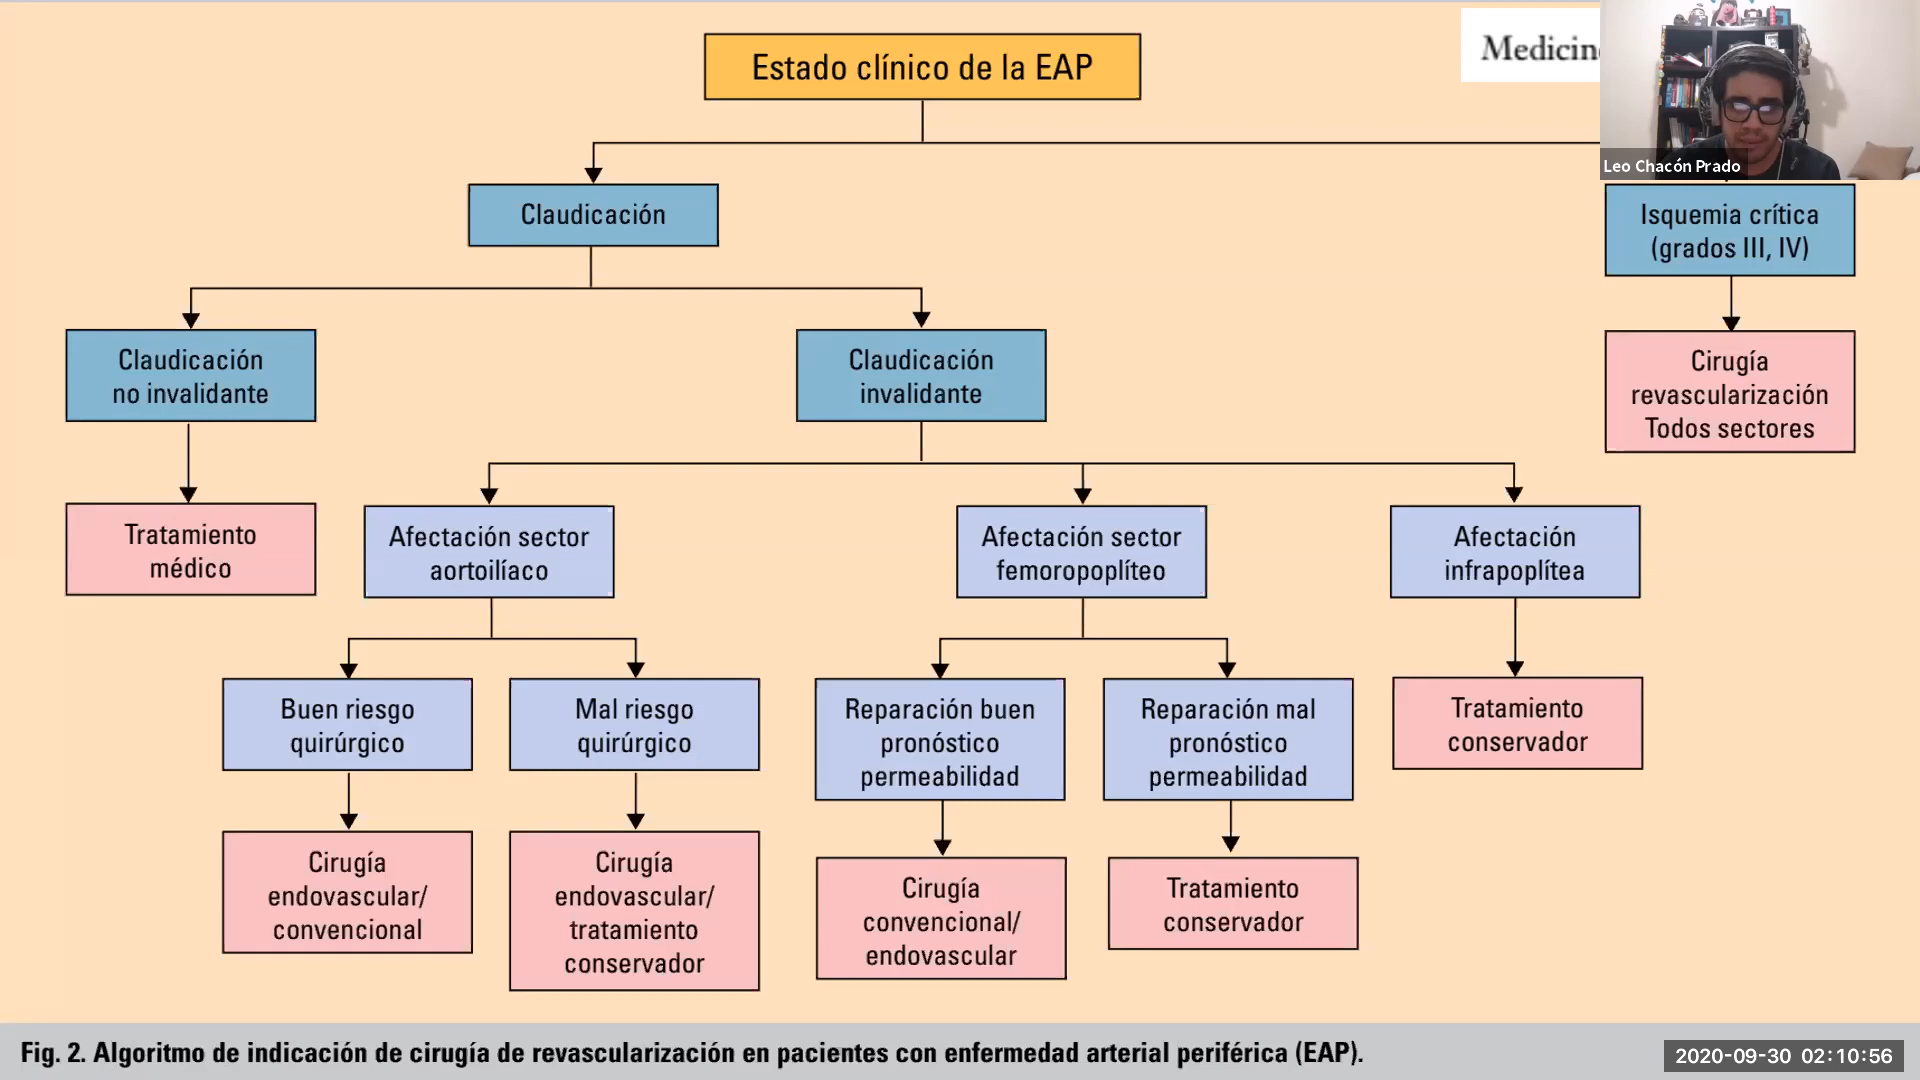 Estado clínico de la EAP
Medicine
Leo Chacón Prado
Claudicación
Isquemia crítica
(grados III, IV)
Claudicación
no invalidante
Claudicación
invalidante
Cirugía
revascularización
Todos sectores
Tratamiento
médico
Afectación sector
aortoilíaco
Afectación sector
femoropoplíteo
Afectación
infrapoplítea
Buen riesgo
quirúrgico
Mal riesgo
quirúrgico
Reparación buen
pronóstico
permeabilidad
Reparación mal
pronóstico
permeabilidad
Tratamiento
conservador
Cirugía
endovascular/
convencional
Cirugía
endovascular/
tratamiento
conservador
Cirugía
convencional/
endovascular
Tratamiento
conservador
Fig. 2. Algoritmo de indicación de cirugía de revascularización en pacientes con enfermedad arterial periférica (EAP).
2020-09-30 02:10:56